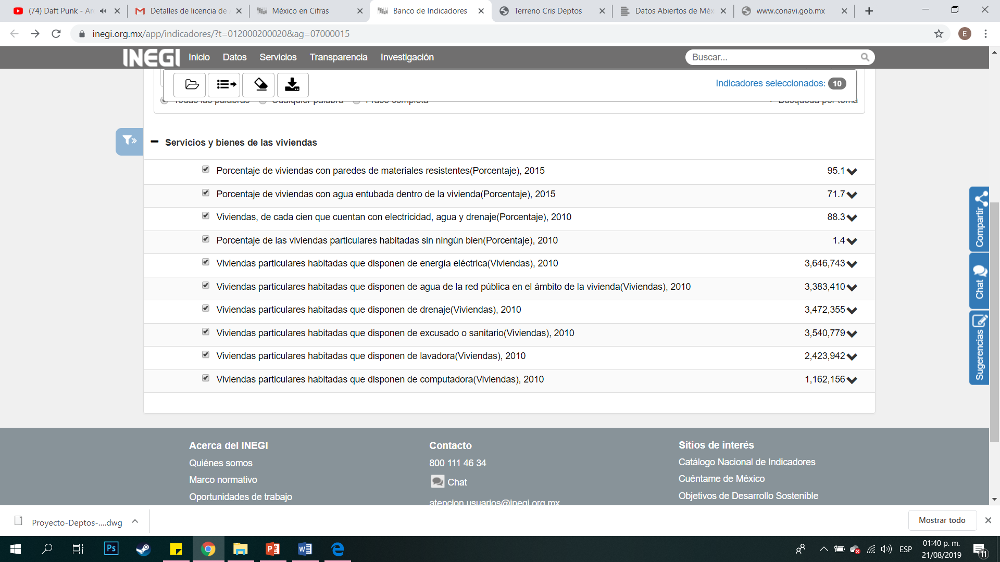 (74) Daft Punk - Ar
Detalles de licencia de
México en Cifras
Banco de Indicadores
Terreno Cris Deptos
Datos Abiertos de Méx
www.conavi.gob.mx
inegi.org.mx/app/indicadores/?t=012000200020&ag=07000015
E
INEGI
Inicio
Datos
Servicios
Transparencia
Investigación
Buscar...
Indicadores seleccionados: 10
Todas las palabras
Cualquier palabra
Frase completa
Búsqueda por tema
Servicios y bienes de las viviendas
Porcentaje de viviendas con paredes de materiales resistentes(Porcentaje), 2015 95.1
Porcentaje de viviendas con agua entubada dentro de la vivienda(Porcentaje), 2015 71.7
Viviendas, de cada cien que cuentan con electricidad, agua y drenaje(Porcentaje), 2010 88.3
Porcentaje de las viviendas particulares habitadas sin ningún bien(Porcentaje), 2010 1.4
Viviendas particulares habitadas que disponen de energía eléctrica(Viviendas), 2010 3,646,743
Viviendas particulares habitadas que disponen de agua de la red pública en el ámbito de la vivienda(Viviendas), 2010 3,383,410
Viviendas particulares habitadas que disponen de drenaje(Viviendas), 2010 3,472,355
Viviendas particulares habitadas que disponen de excusado o sanitario(Viviendas), 2010 3,540,779
Viviendas particulares habitadas que disponen de lavadora(Viviendas), 2010 2,423,942
Viviendas particulares habitadas que disponen de computadora(Viviendas), 2010 1,162,156
Compartir
Chat
Sugerencias
Acerca del INEGI
Quiénes somos
Marco normativo
Oportunidades de trabajo
Contacto
800 111 46 34
Chat
atencion.usuarios@inegi.org.mx
Sitios de interés
Catálogo Nacional de Indicadores
Cuéntame de México
Objetivos de Desarrollo Sostenible
Proyecto-Deptos-....dwg
Mostrar todo
Ps
ESP
01:40 p. m.
21/08/2019
11